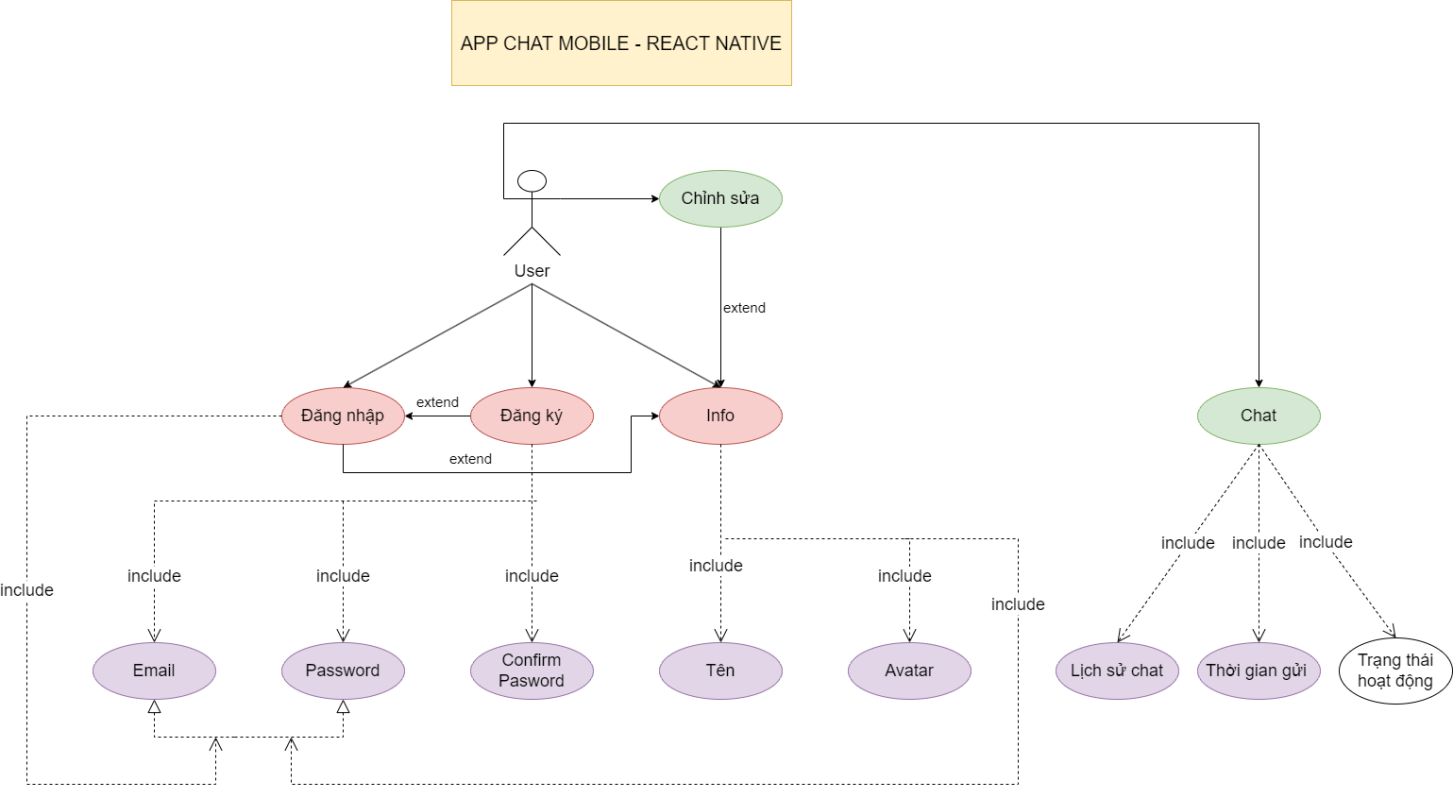 APP CHAT MOBILE - REACT NATIVE
Chỉnh sửa
User
extend
Đăng nhập
extend
Đăng ký
Info
Chat
extend
include
include
include
include
include
include
include
include
include
include
Email
Password
Confirm
Pasword
Tên
Avatar
Lịch sử chat
Thời gian gửi
Trạng thái
hoạt động